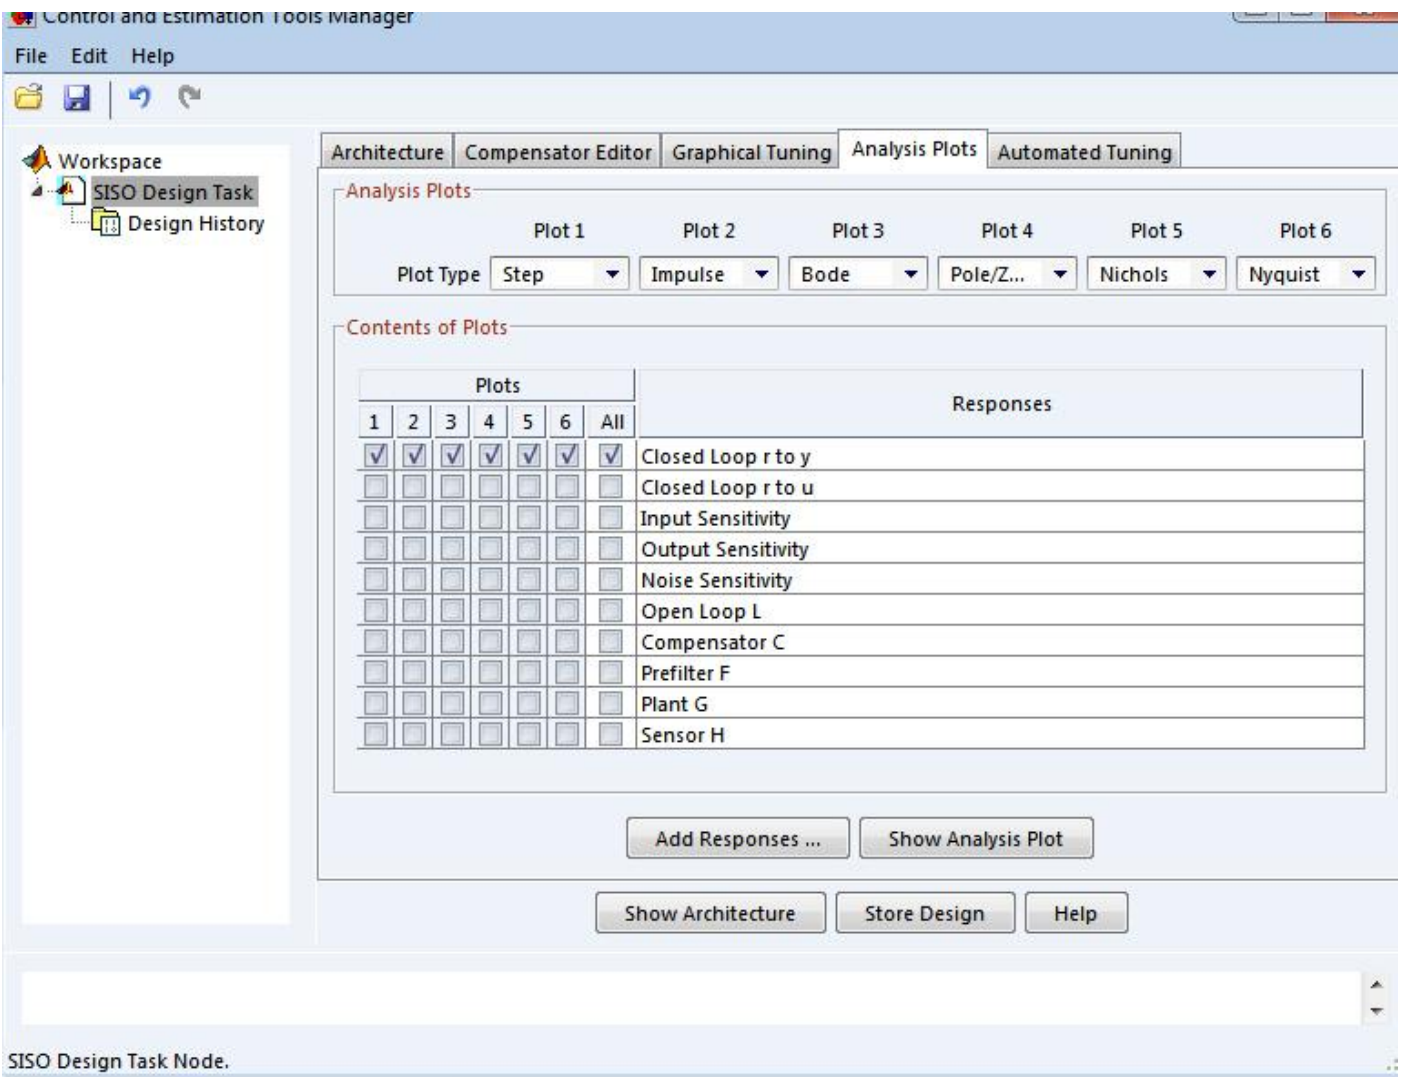 Control and Estimation Tools Manager
File Edit Help
Workspace
SISO Design Task
Design History
Architecture Compensator Editor Graphical Tuning Analysis Plots Automated Tuning
Analysis Plots
Plot 1 Plot 2 Plot 3 Plot 4 Plot 5 Plot 6
Plot Type Step Impulse Bode Pole/Z... Nichols Nyquist
Contents of Plots
Plots
Responses
1 2 3 4 5 6 All
Closed Loop r to y
Closed Loop r to u
Input Sensitivity
Output Sensitivity
Noise Sensitivity
Open Loop L
Compensator C
Prefilter F
Plant G
Sensor H
Add Responses ... Show Analysis Plot
Show Architecture Store Design Help
SISO Design Task Node.